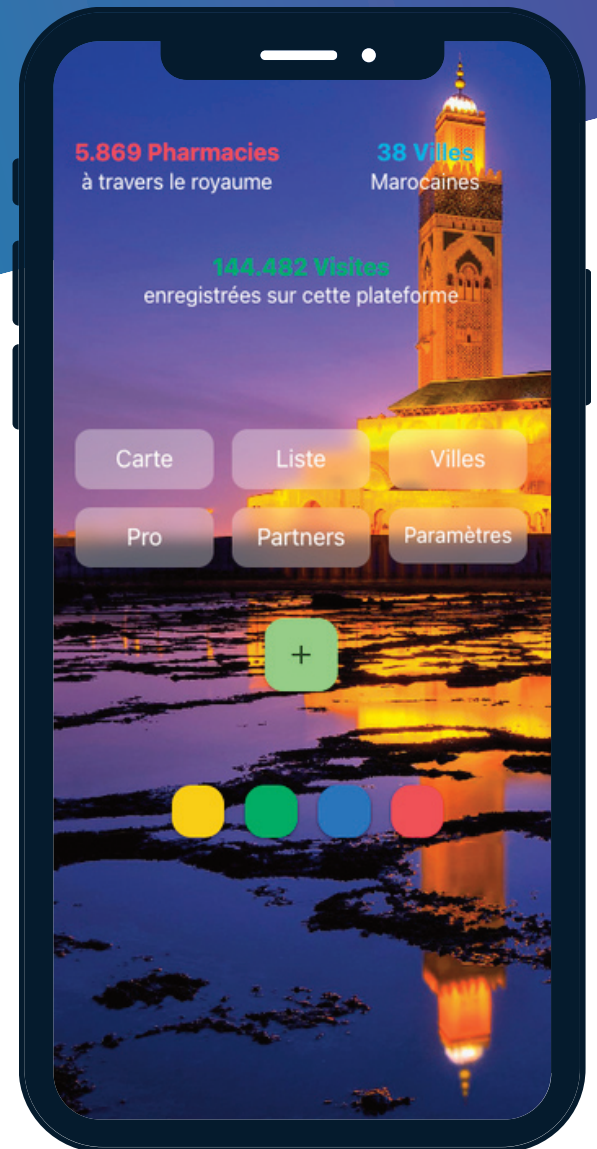 5.869 Pharmacies
à travers le royaume
38 Villes
Marocaines
144.482 Visites
enregistrées sur cette plateforme
Carte
Liste
Villes
Pro
Partners
Paramètres
+